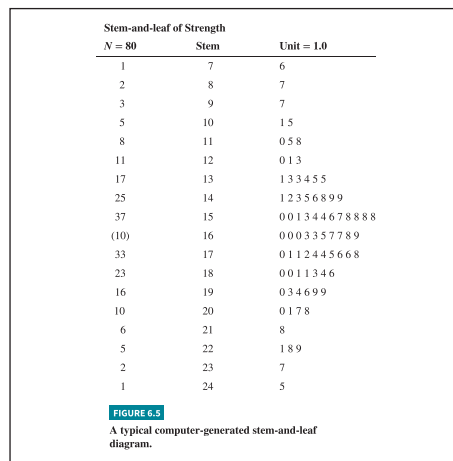 Stem-and-leaf of Strength
N = 80 Stem Unit = 1.0
1 7 6
2 8 7
3 9 7
5 10 1 5
8 11 0 5 8
11 12 0 1 3
17 13 1 3 3 4 5 5
25 14 1 2 3 5 6 8 9 9
37 15 0 0 1 3 4 4 6 7 8 8 8 8
(10) 16 0 0 0 3 3 5 7 7 8 9
33 17 0 1 1 2 4 4 5 6 6 8
23 18 0 0 1 1 3 4 6
16 19 0 3 4 6 9 9
10 20 0 1 7 8
6 21 8
5 22 1 8 9
2 23 7
1 24 5
FIGURE 6.5
A typical computer-generated stem-and-leaf
diagram.